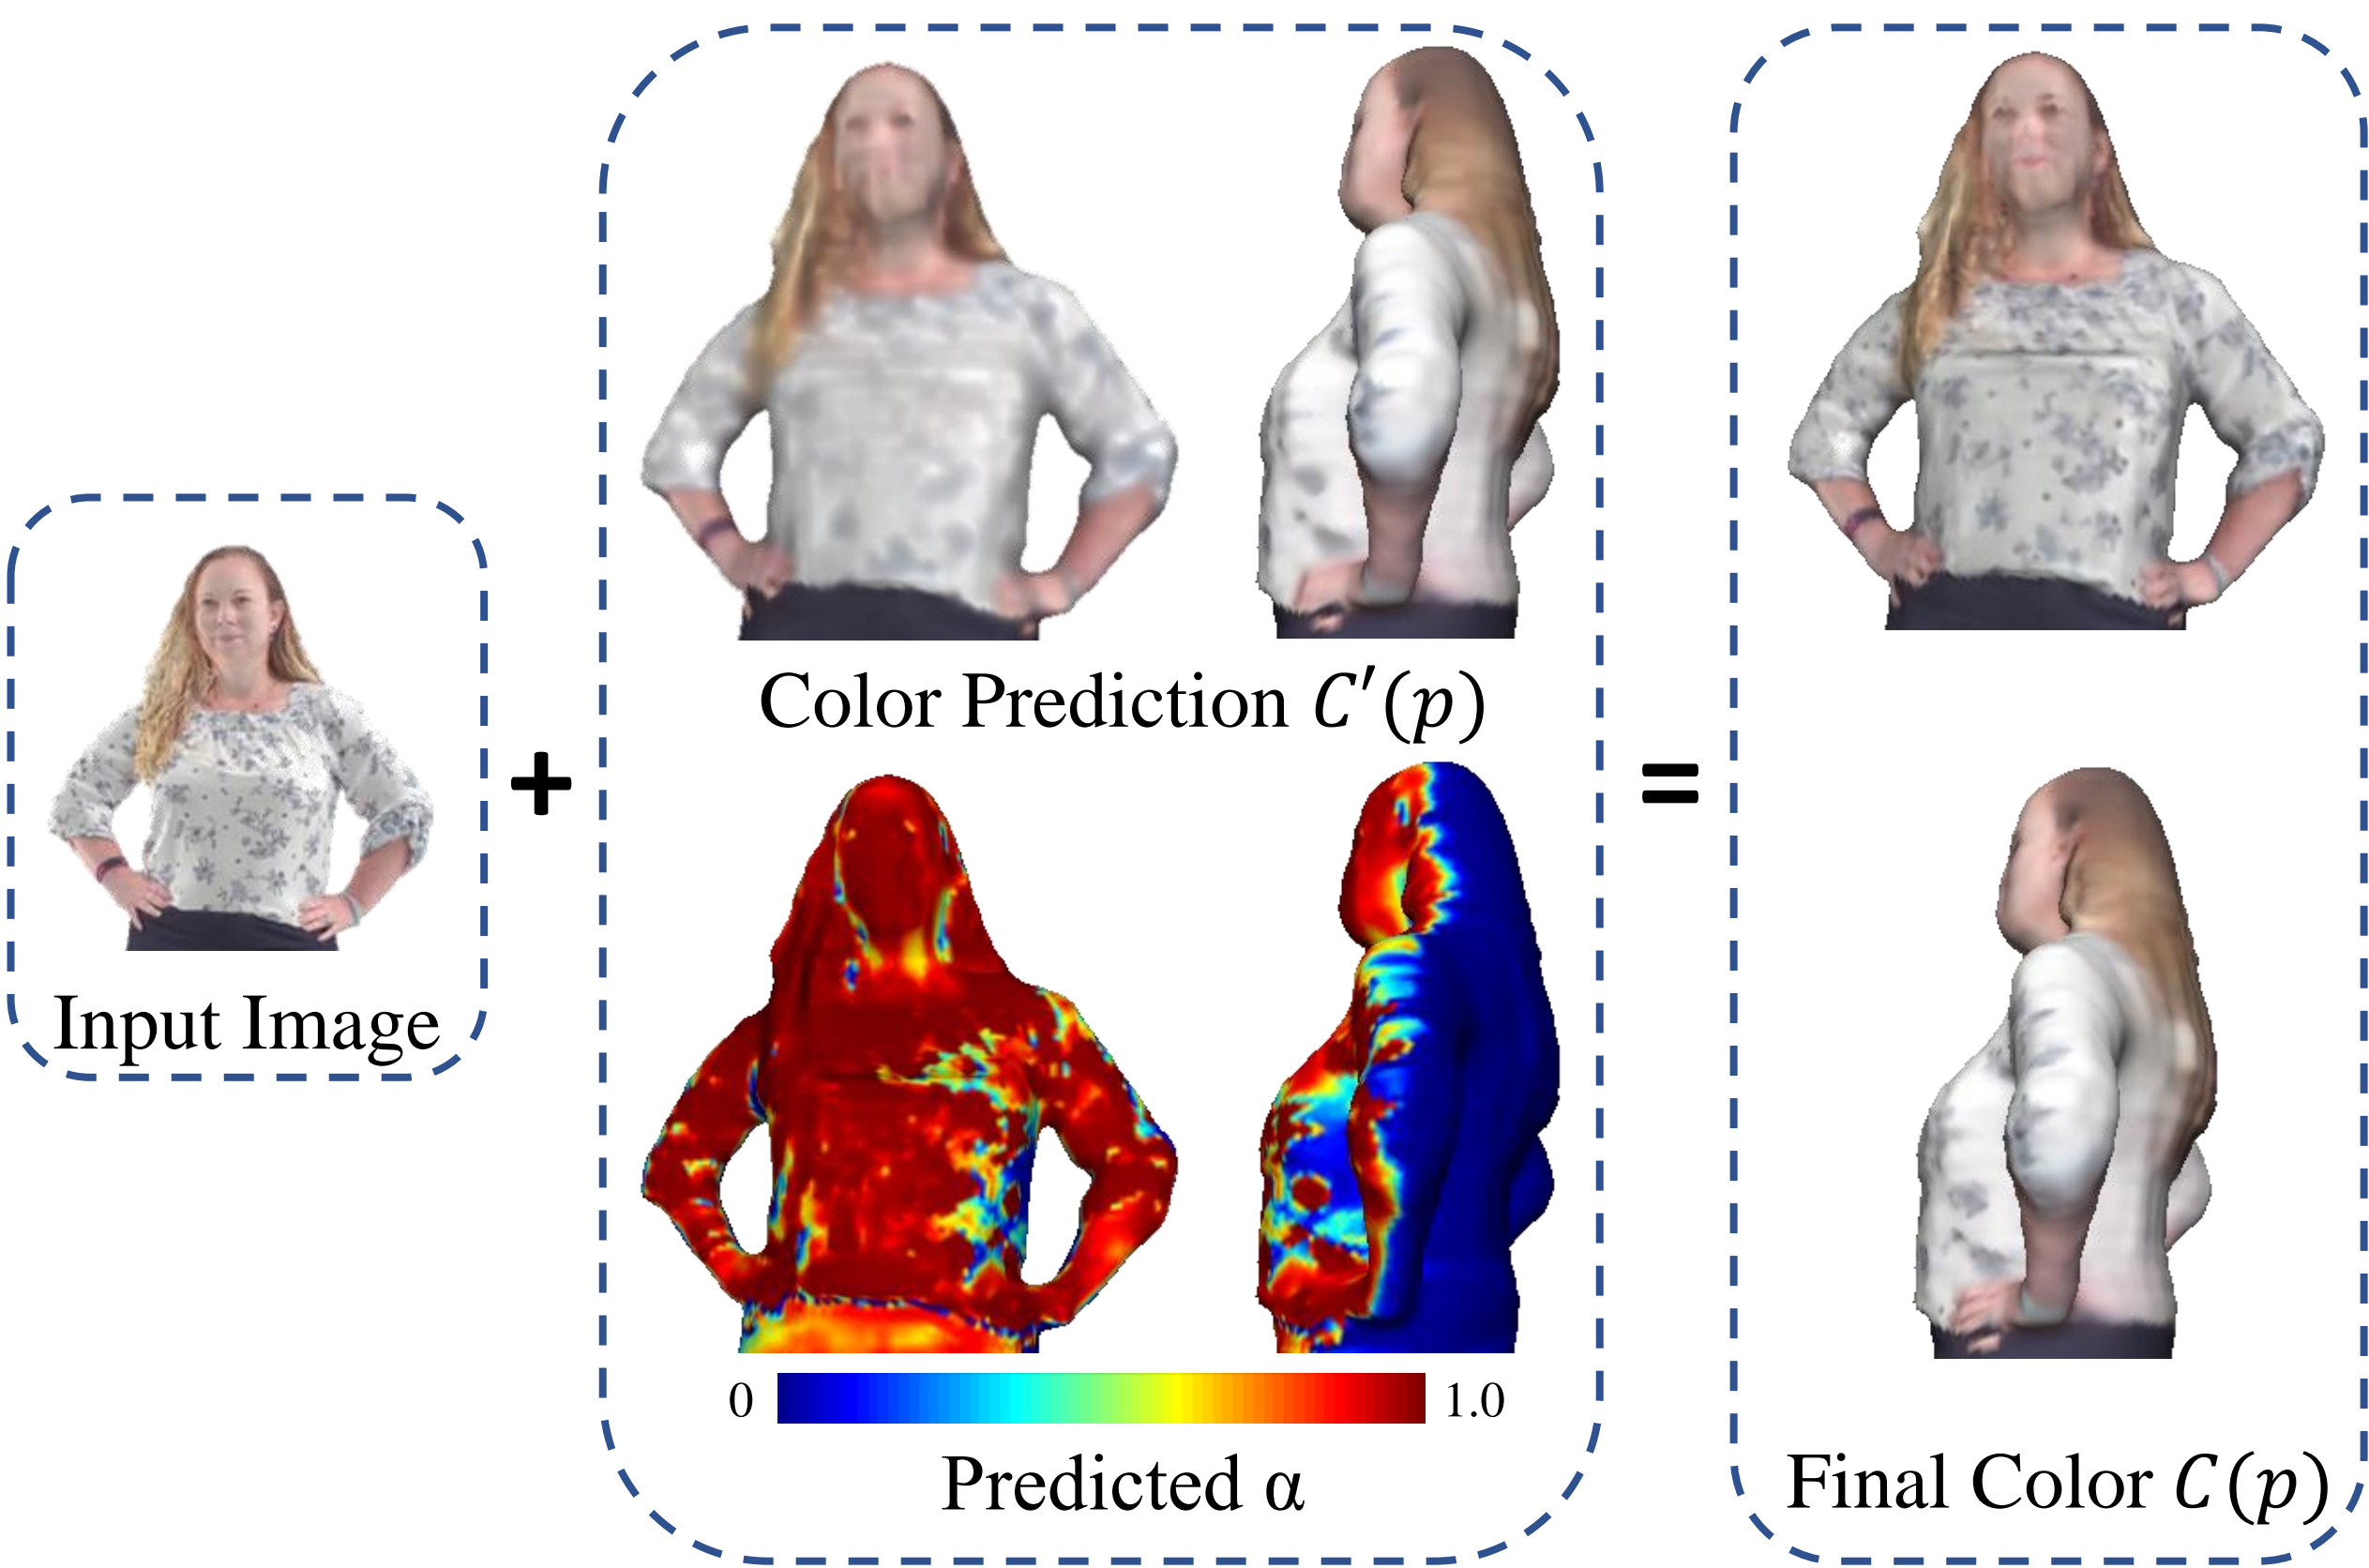 Input Image
+
Color Prediction C′(p)
0 1.0
Predicted α
=
Final Color C(p)